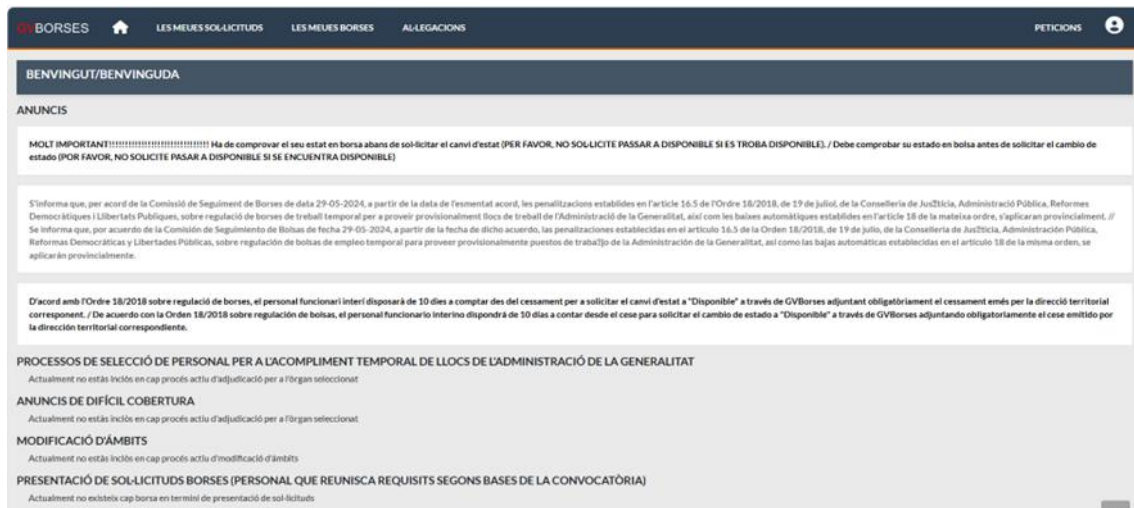 GVBORSES LES MEUES SOL·LICITUDS LES MEUES BORSES AL·LEGACIONS PETICIONS
BENVINGUT/BENVINGUDA
ANUNCIS
MOLT IMPORTANT!!!!!!!!!!!!!!!!!!!!!!!!!!!!!!!! Ha de comprovar el seu estat en borsa abans de sol·licitar el canvi d'estat (PER FAVOR, NO SOL·LICITE PASSAR A DISPONIBLE SI ES TROBA DISPONIBLE). / Debe comprobar su estado en bolsa antes de solicitar el cambio de
estado (POR FAVOR, NO SOLICITE PASAR A DISPONIBLE SI SE ENCUENTRA DISPONIBLE)
S'informa que, per acord de la Comissió de Seguiment de Borses de data 29-05-2024, a partir de la data de l'esmentat acord, les penalitzacions establides en l'article 16.5 de l'Ordre 18/2018, de 19 de juliol, de la Conselleria de JusŽtícia, Administració Pública, Reformes
Democràtiques i Llibertats Publiques, sobre regulació de borses de treball temporal per a proveir provisionalment llocs de treball de l'Administració de la Generalitat, així com les baixes automàtiques establides en l'article 18 de la mateixa ordre, s'aplicaran provincialment. //
Se informa que, por acuerdo de la Comisión de Seguimiento de Bolsas de fecha 29-05-2024, a partir de la fecha de dicho acuerdo, las penalizaciones establecidas en el artículo 16.5 de la Orden 18/2018, de 19 de julio, de la Conselleria de JusŽticia, Administración Pública,
Reformas Democráticas y Libertades Públicas, sobre regulación de bolsas de empleo temporal para proveer provisionalmente puestos de trabaŽjo de la Administración de la Generalitat, así como las bajas automáticas establecidas en el artículo 18 de la misma orden, se
aplicarán provincialmente.
D'acord amb l'Ordre 18/2018 sobre regulació de borses, el personal funcionari interí disposarà de 10 dies a comptar des del cessament per a solicitar el canvi d'estat a "Disponible" a través de GVBorses adjuntant obligatòriament el cessament emés per la direcció territorial
corresponent. / De acuerdo con la Orden 18/2018 sobre regulación de bolsas, el personal funcionario interino dispondrá de 10 días a contar desde el cese para solicitar el cambio de estado a "Disponible" a través de GVBorses adjuntando obligatoriamente el cese emitido por
la dirección territorial correspondiente.
PROCESSOS DE SELECCIÓ DE PERSONAL PER A L'ACOMPLIMENT TEMPORAL DE LLOCS DE L'ADMINISTRACIÓ DE LA GENERALITAT
Actualment no estàs inclòs en cap procés actiu d'adjudicació per a l'òrgan seleccionat
ANUNCIS DE DIFÍCIL COBERTURA
Actualment no estàs inclòs en cap procés actiu d'adjudicació per a l'òrgan seleccionat
MODIFICACIÓ D'ÁMBITS
Actualment no estàs inclòs en cap procés actiu d'modificació d'àmbits
PRESENTACIÓ DE SOL·LICITUDS BORSES (PERSONAL QUE REUNISCA REQUISITS SEGONS BASES DE LA CONVOCATÒRIA)
Actualment no existeix cap borsa en termini de presentació de sol·licituds